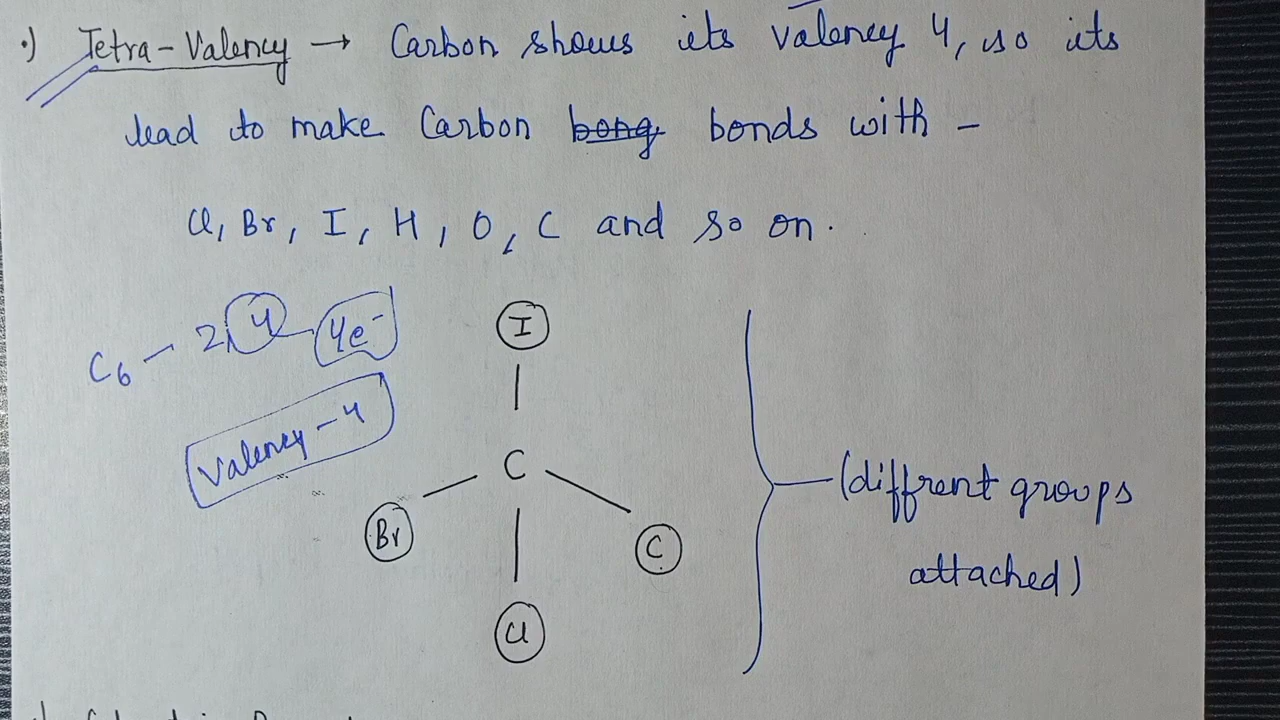 •) Tetra-Valency → Carbon shows its valency 4, so its
lead to make Carbon bong bonds with -
Cl, Br, I, H, O, C and so on.
C6 - 2,4 4e-
Valency - 4
I
C
Br
C
Cl
(diffrent groups
attached)